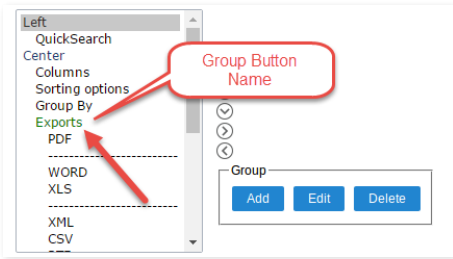 Left
QuickSearch
Center
Columns
Sorting options
Group By
Exports
PDF
--------------------
WORD
XLS
--------------------
XML
CSV
Group Button
Name
Group
Add Edit Delete